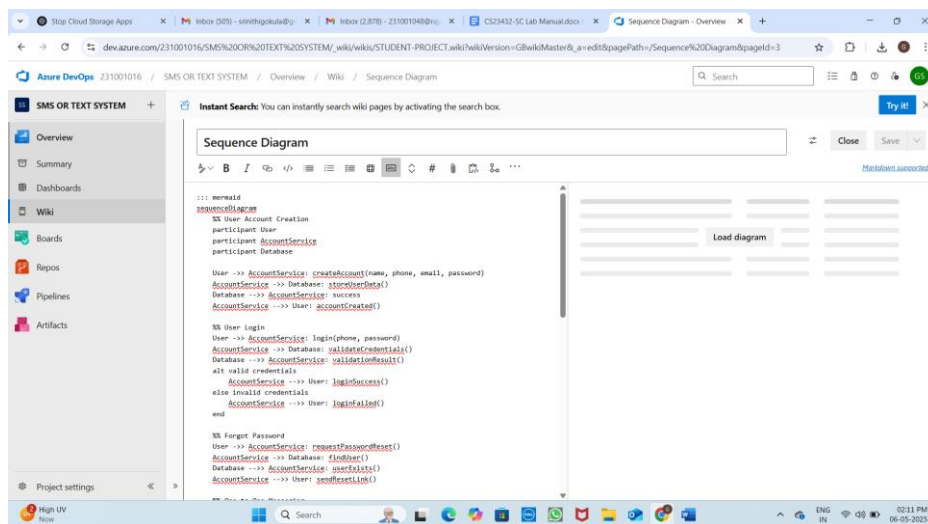 Stop Cloud Storage Apps
Inbox (505) - srinithigokula@g
Inbox (2,878) - 231001048@raj
CS23432-SC Lab Manual.docx
Sequence Diagram - Overview
dev.azure.com/231001016/SMS%20OR%20TEXT%20SYSTEM/_wiki/wikis/STUDENT-PROJECT.wiki?wikiVersion=GBwikiMaster&_a=edit&pagePath=/Sequence%20Diagram&pageId=3
Azure DevOps 231001016 / SMS OR TEXT SYSTEM / Overview / Wiki / Sequence Diagram
Search
GS
SS SMS OR TEXT SYSTEM +
Instant Search: You can instantly search wiki pages by activating the search box.
Try it!
Overview
Summary
Dashboards
Wiki
Boards
Repos
Pipelines
Artifacts
Project settings
Sequence Diagram
Close
Save
B I
Markdown supported.
::: mermaid
sequenceDiagram
%% User Account Creation
participant User
participant AccountService
participant Database
User ->> AccountService: createAccount(name, phone, email, password)
AccountService ->> Database: storeUserData()
Database -->> AccountService: success
AccountService -->> User: accountCreated()
%% User Login
User ->> AccountService: login(phone, password)
AccountService ->> Database: validateCredentials()
Database -->> AccountService: validationResult()
alt valid credentials
AccountService -->> User: loginSuccess()
else invalid credentials
AccountService -->> User: loginFailed()
end
%% Forgot Password
User ->> AccountService: requestPasswordReset()
AccountService ->> Database: findUser()
Database -->> AccountService: userExists()
AccountService -->> User: sendResetLink()
Load diagram
High UV
Now
Search
ENG
IN
02:11 PM
06-05-2025